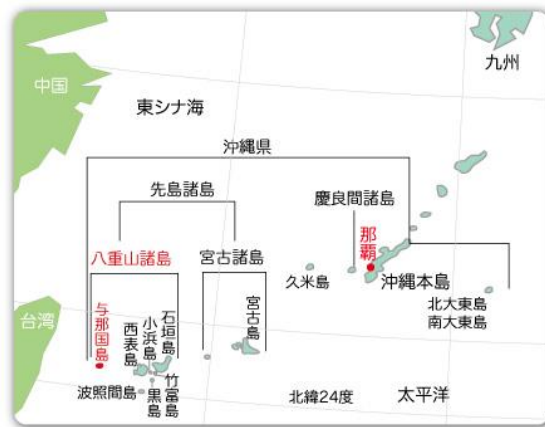 九州
中国
東シナ海
沖縄県
先島諸島
慶良間諸島
那覇
八重山諸島
宮古諸島
久米島
沖縄本島
北大東島
南大東島
台湾
与那国島
西表島
小浜島
石垣島
宮古島
波照間島
黒島
竹富島
北緯24度
太平洋